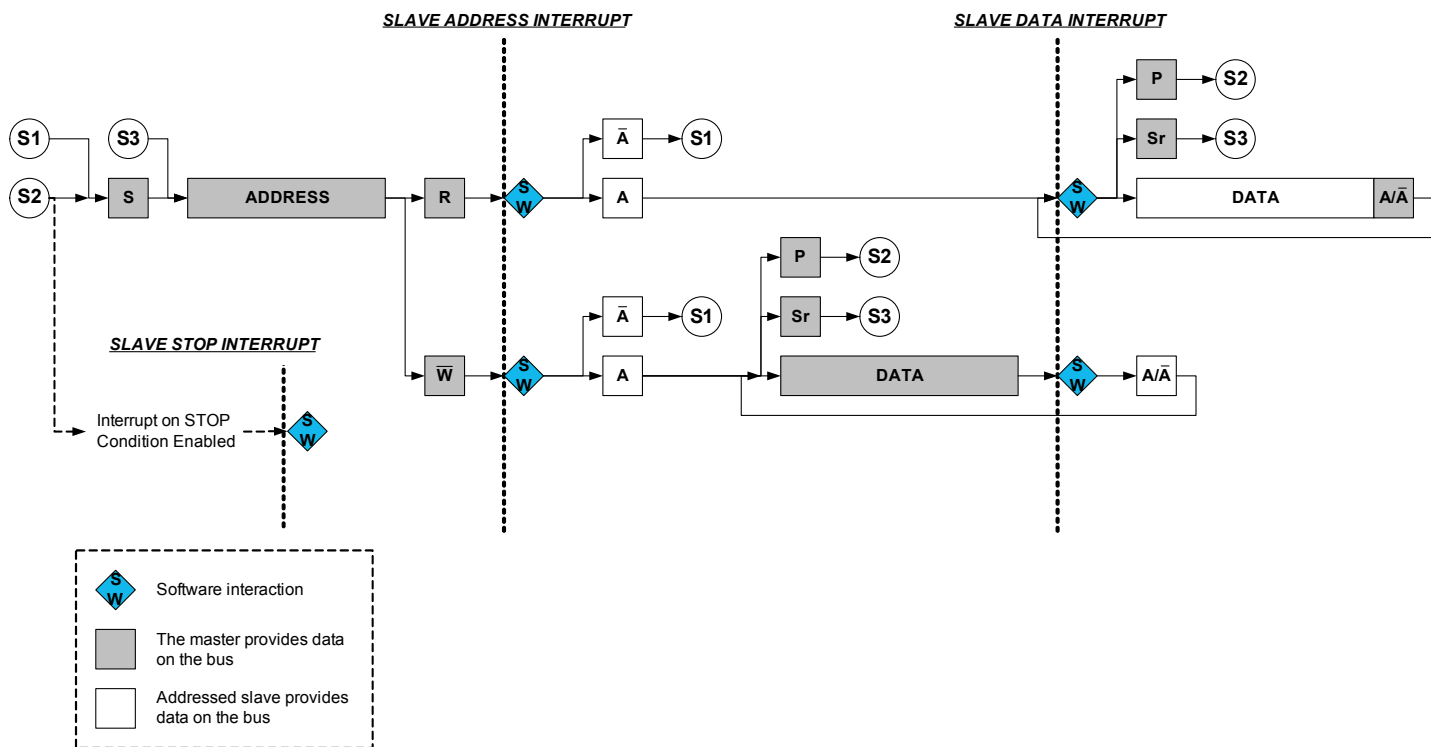 SLAVE ADDRESS INTERRUPT
SLAVE DATA INTERRUPT
P
S2
S1
S3
A̅
S1
Sr
S3
S2
S
ADDRESS
R
S
W
A
S
W
DATA
A/A̅
P
S2
A̅
S1
Sr
S3
SLAVE STOP INTERRUPT
W̅
S
W
A
DATA
S
W
A/A̅
Interrupt on STOP
Condition Enabled
S
W
S
W
Software interaction
The master provides data
on the bus
Addressed slave provides
data on the bus